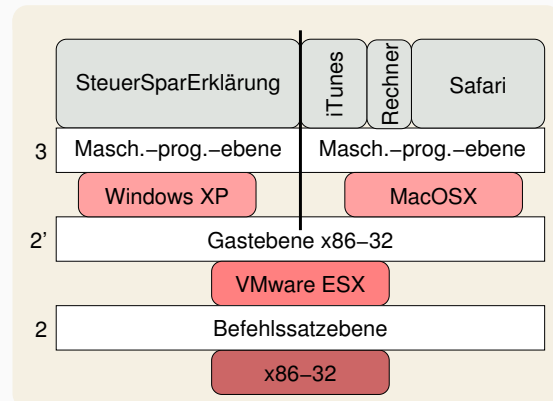 SteuerSparErklärung
iTunes
Rechner
Safari
3 Masch.–prog.–ebene Masch.–prog.–ebene
Windows XP MacOSX
2' Gastebene x86–32
VMware ESX
2 Befehlssatzebene
x86–32